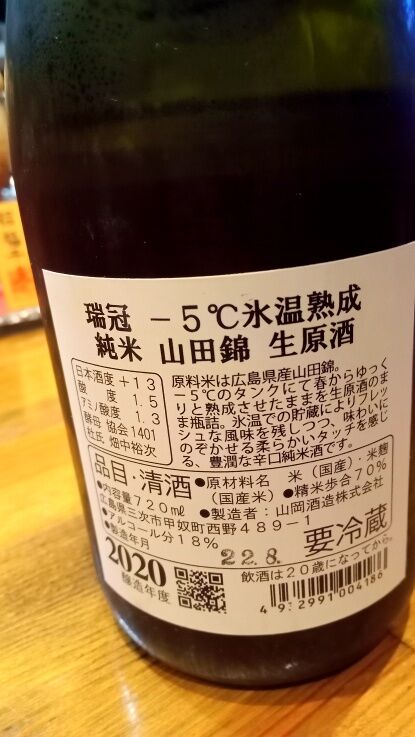 瑞冠 −5℃氷温熟成
純米 山田錦 生原酒
日本酒度 +13
酸度 1.5
アミノ酸度 1.3
酵母 協会1401
杜氏 畑中裕次
原料米は広島県産山田錦。
−5℃のタンクにて春からゆっく
りと熟成させたままを生原酒のま
ま瓶詰。氷温での貯蔵によりフレッ
シュな風味を残しつつ、味わいに
のぞかせる柔らかいタッチを感じ
る、豊潤な辛口純米酒です。
品目・清酒
●原材料名 米(国産)・米麹
(国産米) ●精米歩合70%
●内容量720㎖ ●製造者:山岡酒造株式会社
広島県三次市甲奴町西野489−1
●アルコール分18%
●製造年月
22.8.
要冷蔵
2020
醸造年度
飲酒は20歳になってから。
4 912991 004186